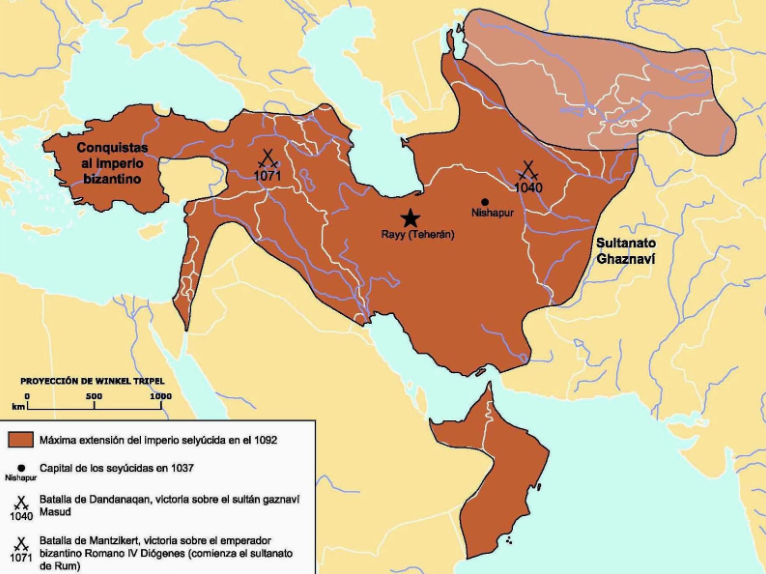 Conquistas
al imperio
bizantino
1071
1040
Nishapur
Rayy (Teherán)
Sultanato
Ghaznaví
PROYECCIÓN DE WINKEL TRIPEL
0 500 1000
km
Máxima extensión del imperio selyúcida en el 1092
Nishapur
Capital de los seyúcidas en 1037
1040
Batalla de Dandanaqan, victoria sobre el sultán gaznaví
Masud
1071
Batalla de Mantzikert, victoria sobre el emperador
bizantino Romano IV Diógenes (comienza el sultanato
de Rum)